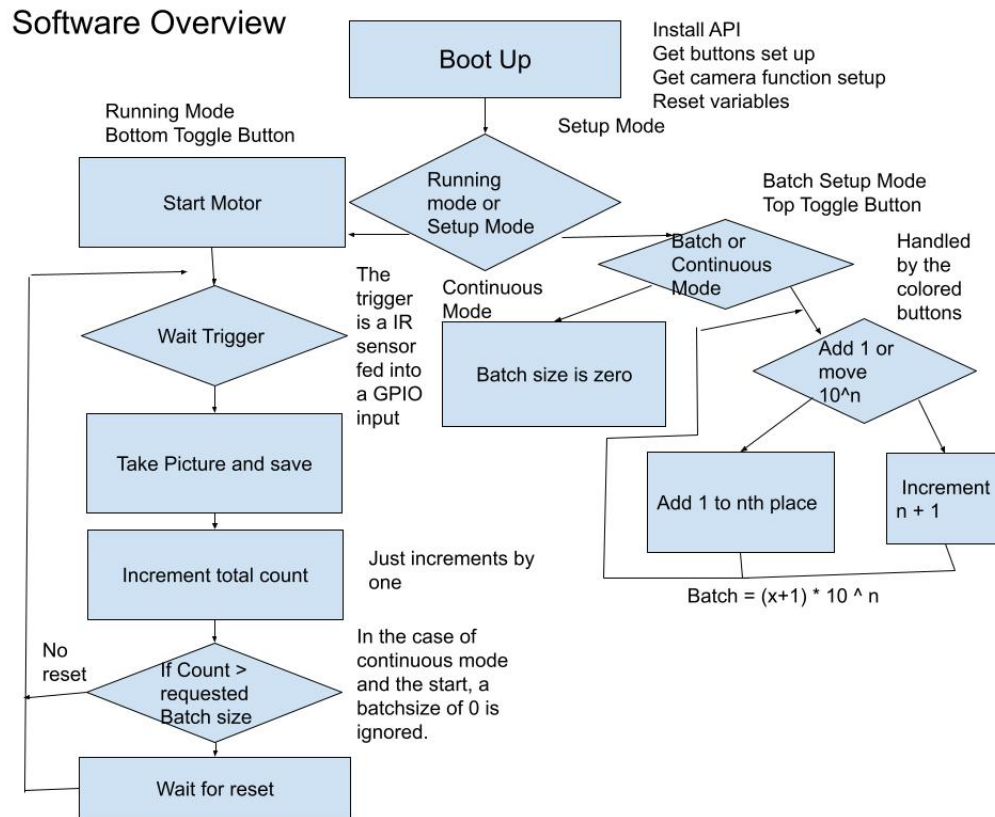 Software Overview
Boot Up
Install API
Get buttons set up
Get camera function setup
Reset variables
Setup Mode
Running Mode
Bottom Toggle Button
Running
mode or
Setup Mode
Start Motor
Batch Setup Mode
Top Toggle Button
Batch or
Continuous
Mode
Handled
by the
colored
buttons
Continuous
Mode
Batch size is zero
Add 1 or
move
10^n
Add 1 to nth place
Increment
n + 1
Batch = (x+1) * 10 ^ n
Wait Trigger
The
trigger
is a IR
sensor
fed into
a GPIO
input
Take Picture and save
Increment total count
Just increments by
one
No
reset
If Count >
requested
Batch size
In the case of
continuous mode
and the start, a
batchsize of 0 is
ignored.
Wait for reset